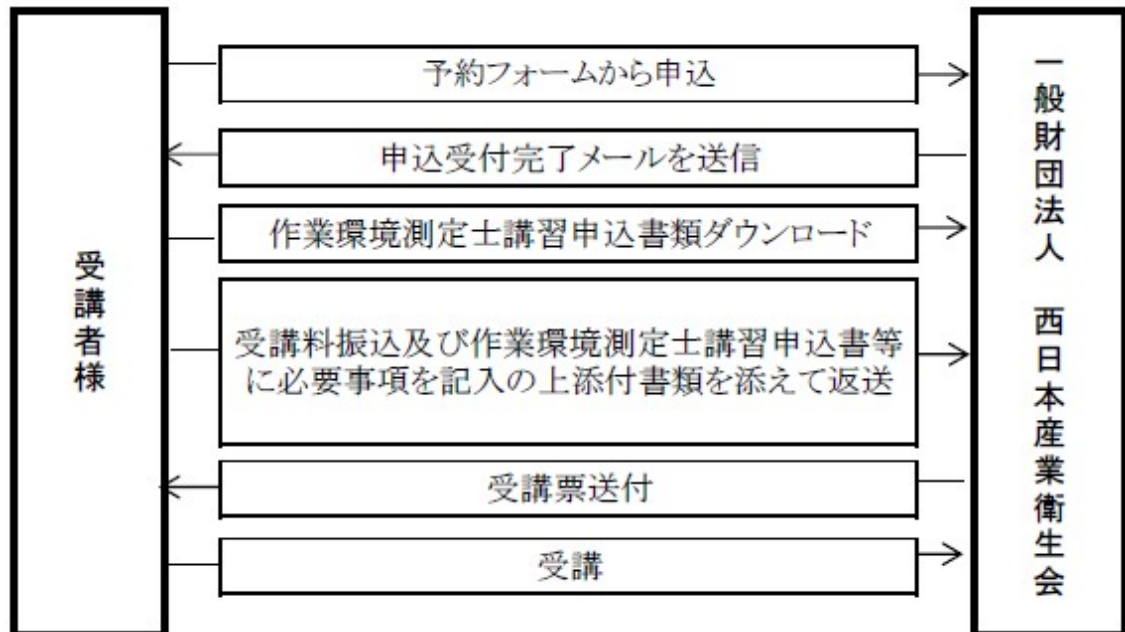 受講者様
予約フォームから申込
申込受付完了メールを送信
作業環境測定士講習申込書類ダウンロード
受講料振込及び作業環境測定士講習申込書等
に必要事項を記入の上添付書類を添えて返送
受講票送付
受講
一般財団法人　西日本産業衛生会